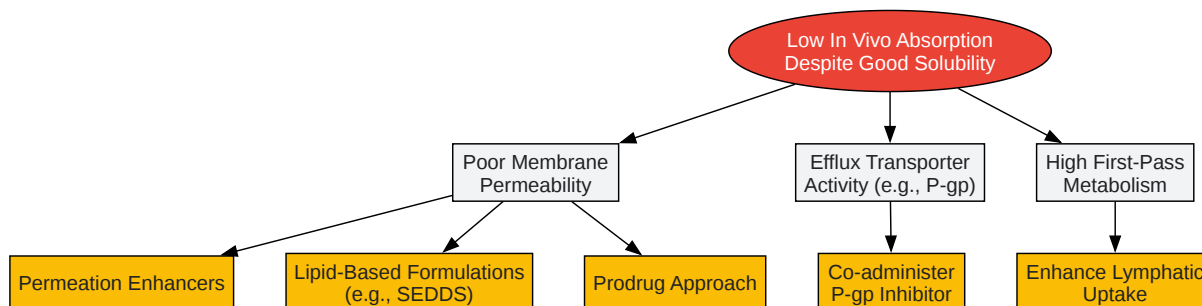 Low In Vivo Absorption
Despite Good Solubility
Poor Membrane
Permeability
Efflux Transporter
Activity (e.g., P-gp)
High First-Pass
Metabolism
Permeation Enhancers
Lipid-Based Formulations
(e.g., SEDDS)
Prodrug Approach
Co-administer
P-gp Inhibitor
Enhance Lymphatic
Uptake